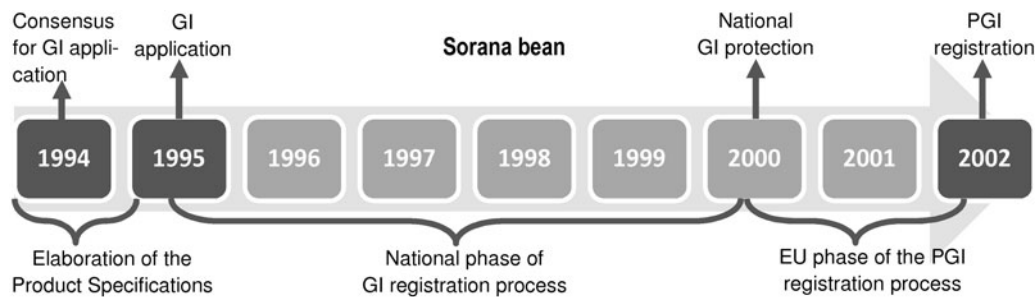 Consensus
for GI appli-
cation
GI
application
Sorana bean
National
GI protection
PGI
registration
1994
1995
1996
1997
1998
1999
2000
2001
2002
Elaboration of the
Product Specifications
National phase of
GI registration process
EU phase of the PGI
registration process